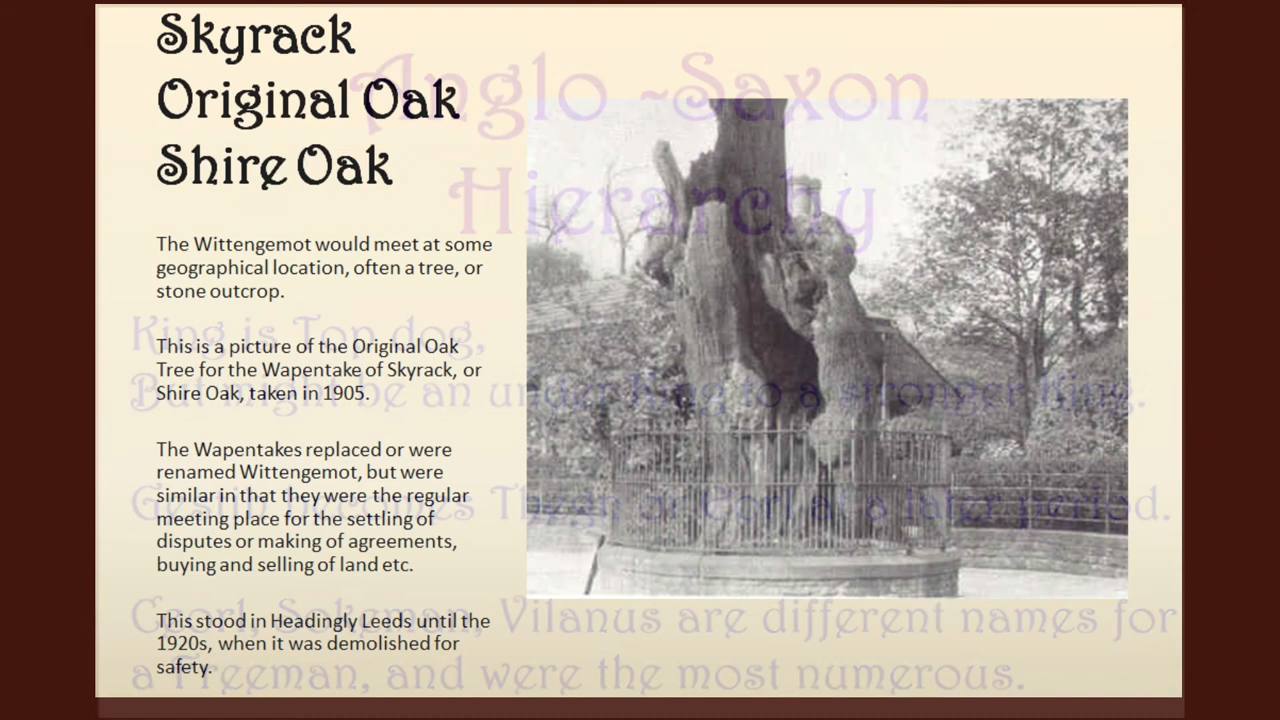 Skyrack
Original Oak
Shire Oak
The Wittengemot would meet at some
geographical location, often a tree, or
stone outcrop.
This is a picture of the Original Oak
Tree for the Wapentake of Skyrack, or
Shire Oak, taken in 1905.
The Wapentakes replaced or were
renamed Wittengemot, but were
similar in that they were the regular
meeting place for the settling of
disputes or making of agreements,
buying and selling of land etc.
This stood in Headingly Leeds until the
1920s, when it was demolished for
safety.
Anglo -Saxon
Hierarchy
King is Top dog,
But might be an under King to a stronger King.
becomes Thegn or Eorl at a later period.
Ceorl, Sokeman, Vilanus are different names for
a Freeman, and were the most numerous.